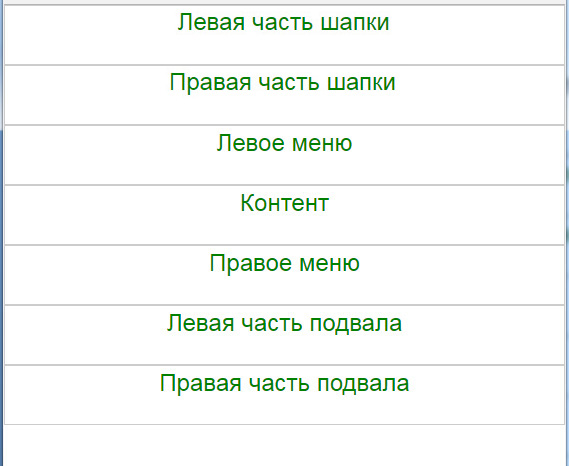 Левая часть шапки
Правая часть шапки
Левое меню
Контент
Правое меню
Левая часть подвала
Правая часть подвала